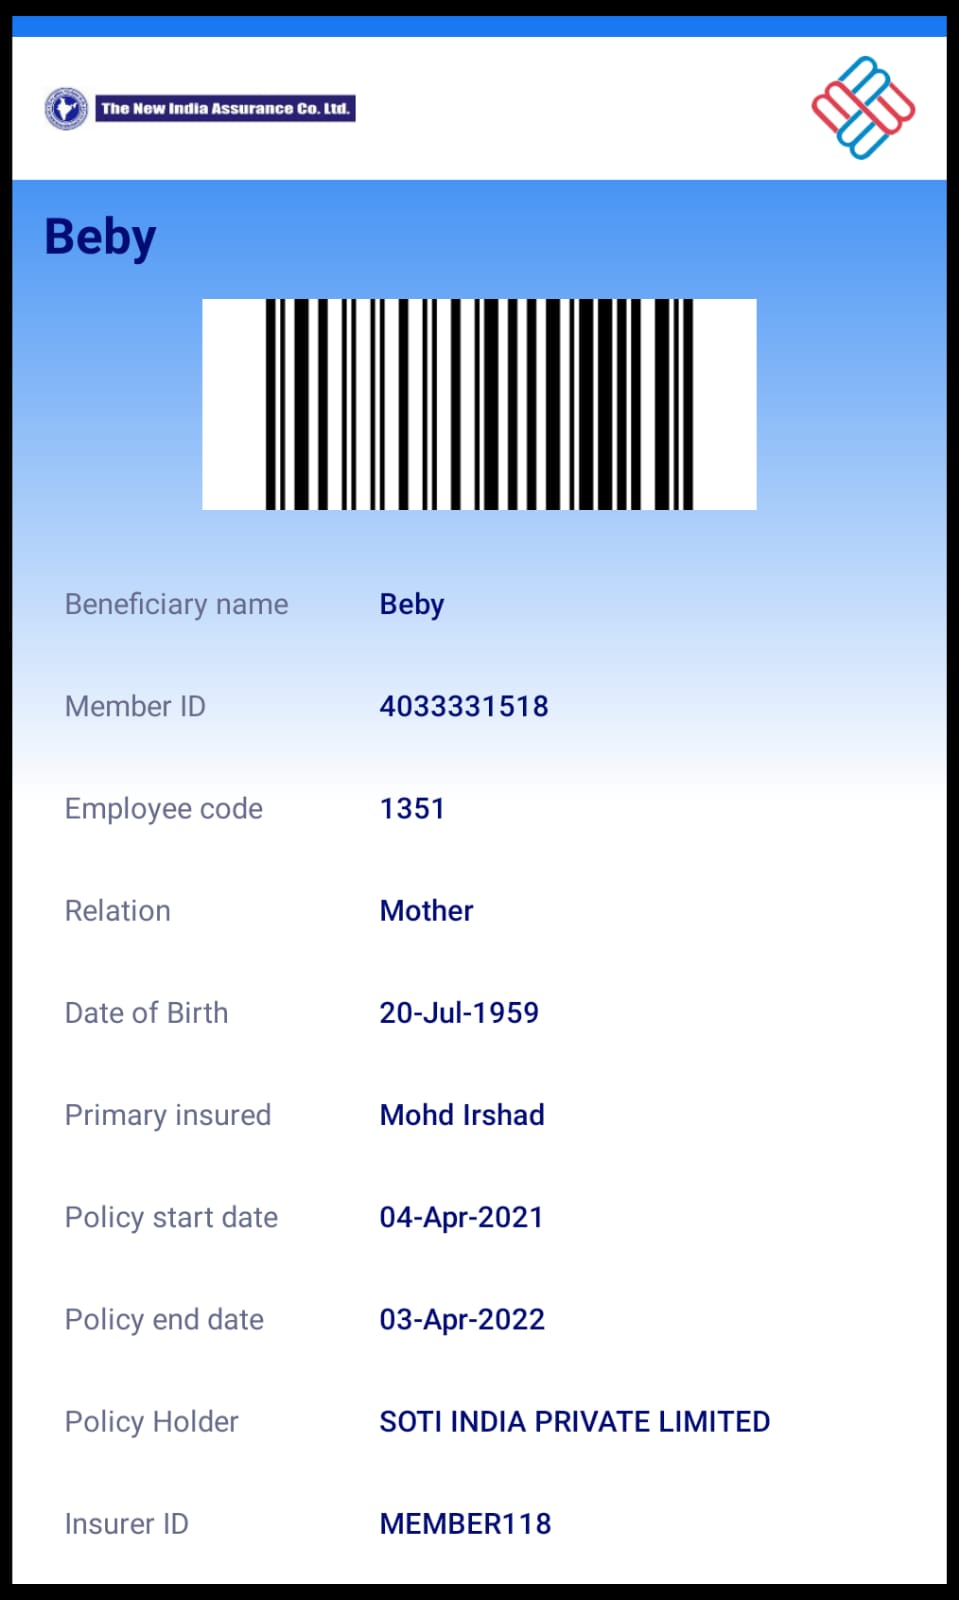 The New India Assurance Co. Ltd.
Beby
Beneficiary name Beby
Member ID 4033331518
Employee code 1351
Relation Mother
Date of Birth 20-Jul-1959
Primary insured Mohd Irshad
Policy start date 04-Apr-2021
Policy end date 03-Apr-2022
Policy Holder SOTI INDIA PRIVATE LIMITED
Insurer ID MEMBER118